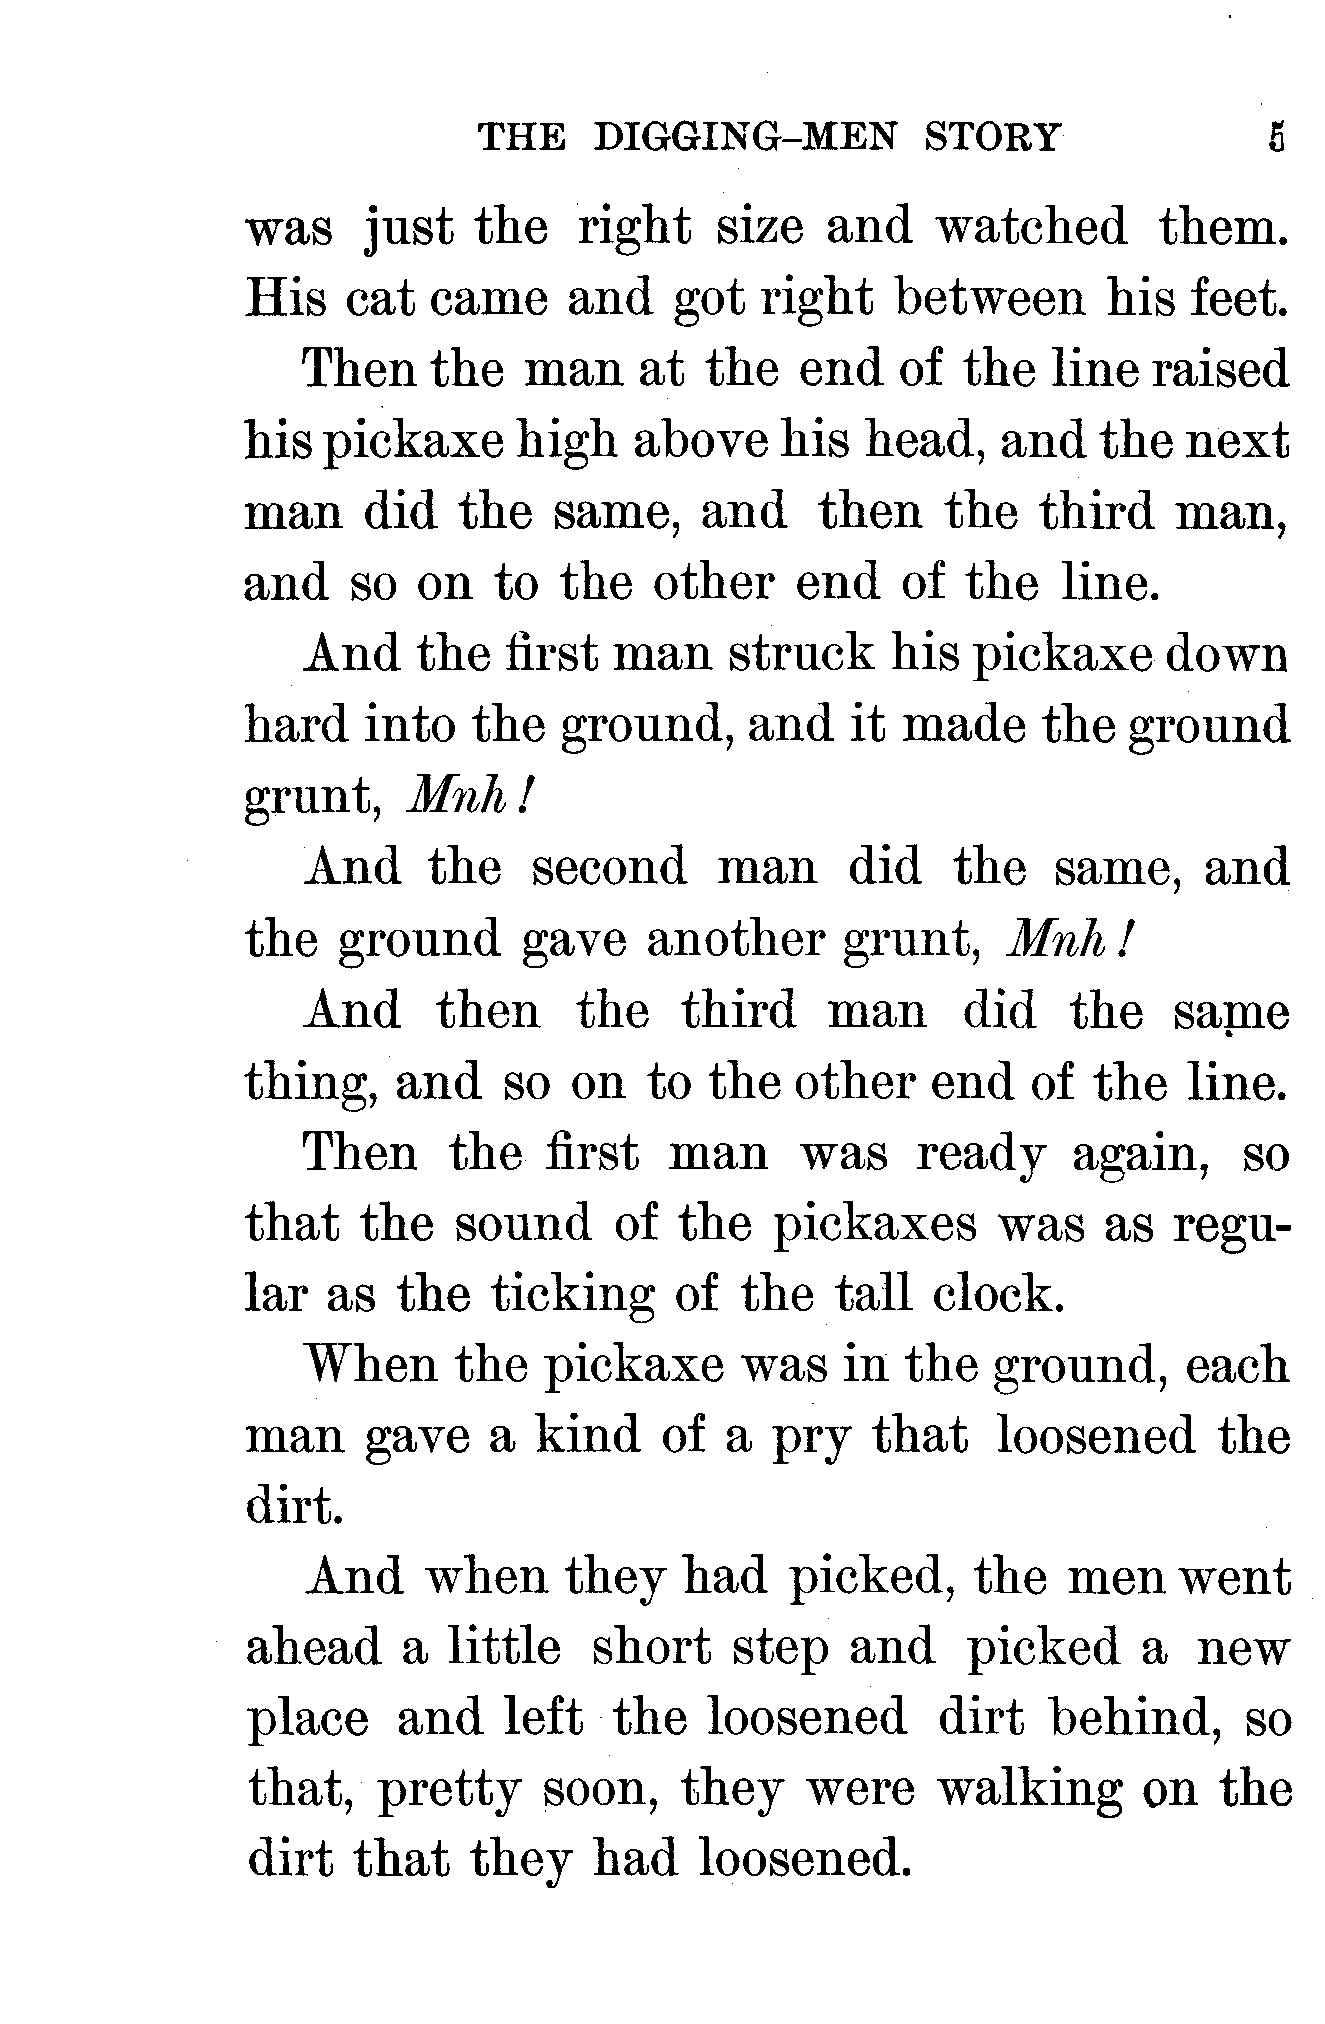 THE DIGGING–MEN STORY 5
was just the right size and watched them.
His cat came and got right between his feet.
Then the man at the end of the line raised
his pickaxe high above his head, and the next
man did the same, and then the third man,
and so on to the other end of the line.
And the first man struck his pickaxe down
hard into the ground, and it made the ground
grunt, Mnh!
And the second man did the same, and
the ground gave another grunt, Mnh!
And then the third man did the same
thing, and so on to the other end of the line.
Then the first man was ready again, so
that the sound of the pickaxes was as regu-
lar as the ticking of the tall clock.
When the pickaxe was in the ground, each
man gave a kind of a pry that loosened the
dirt.
And when they had picked, the men went
ahead a little short step and picked a new
place and left the loosened dirt behind, so
that, pretty soon, they were walking on the
dirt that they had loosened.